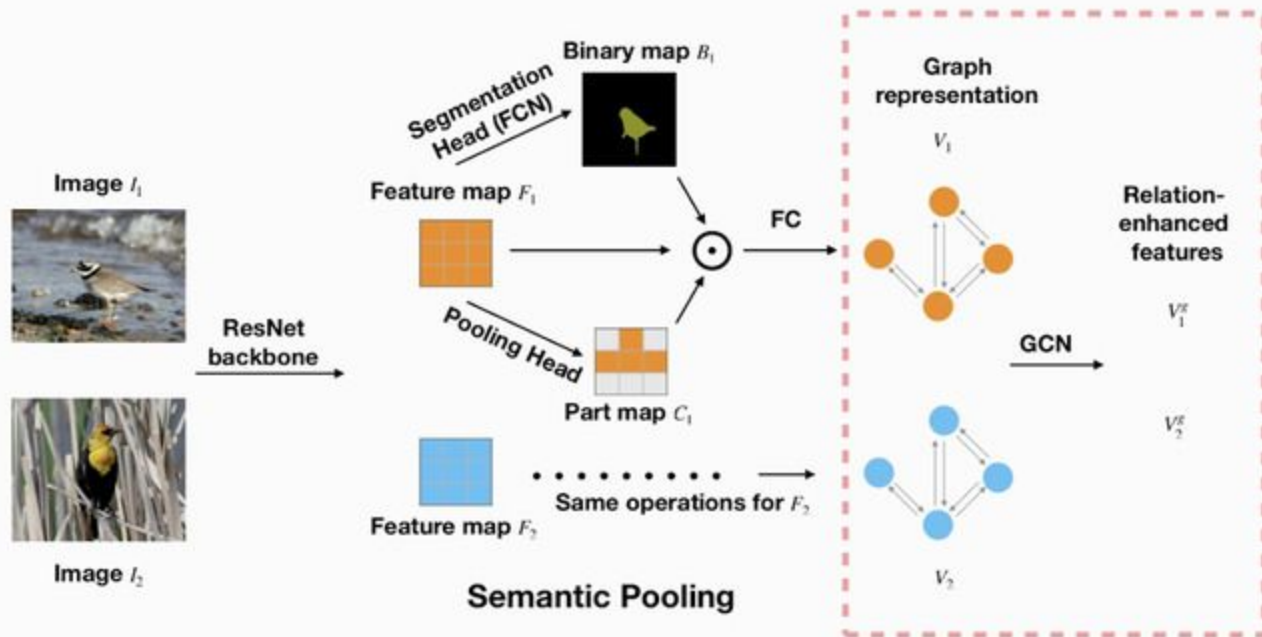 Image I₁
Image I₂
ResNet
backbone
Segmentation
Head (FCN)
Binary map B₁
Feature map F₁
Pooling Head
Part map C₁
FC
Feature map F₂
Same operations for F₂
Semantic Pooling
Graph
representation
V₁
V₂
GCN
Relation-
enhanced
features
V₁ᵍ
V₂ᵍ